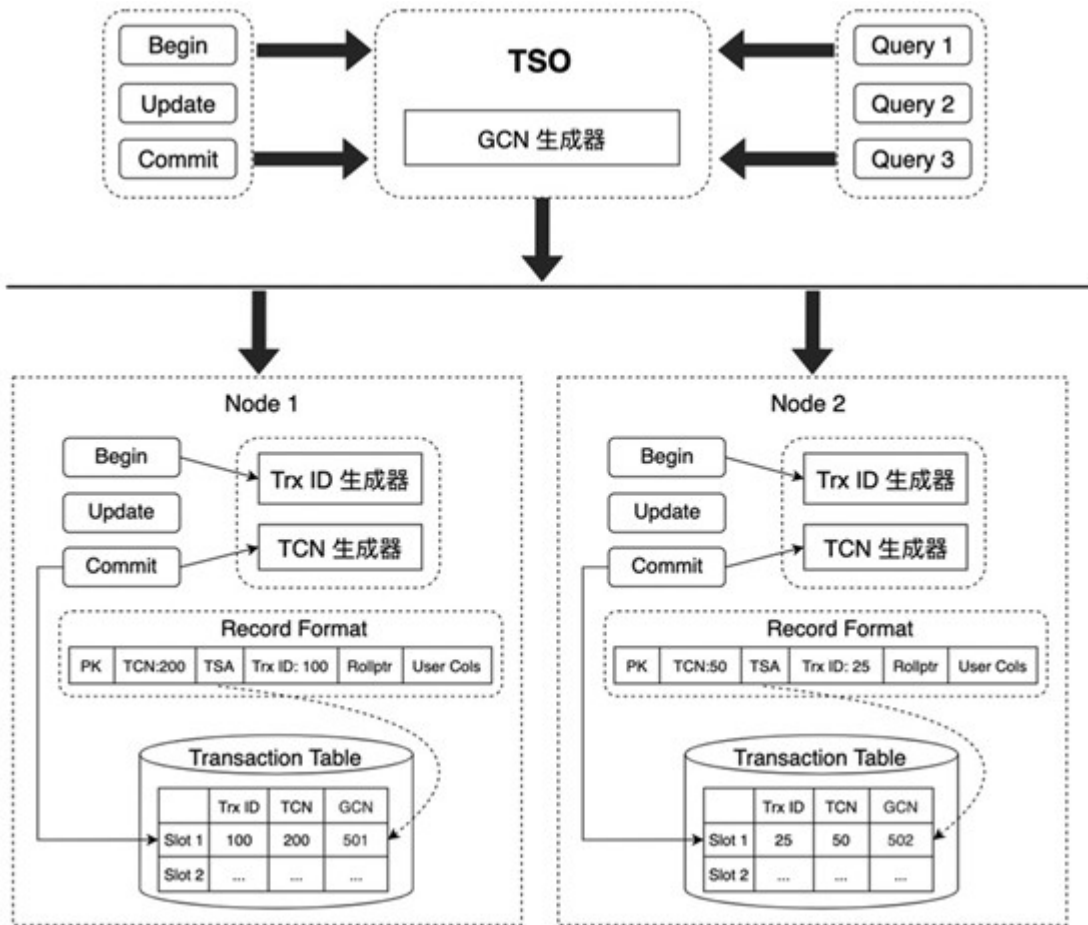 Begin
Update
Commit
TSO
GCN 生成器
Query 1
Query 2
Query 3
Node 1
Begin
Update
Commit
Trx ID 生成器
TCN 生成器
Record Format
PK TCN:200 TSA Trx ID: 100 Rollptr User Cols
Transaction Table
Trx ID TCN GCN
Slot 1 100 200 501
Slot 2 ... ... ...
Node 2
Begin
Update
Commit
Trx ID 生成器
TCN 生成器
Record Format
PK TCN:50 TSA Trx ID: 25 Rollptr User Cols
Transaction Table
Trx ID TCN GCN
Slot 1 25 50 502
Slot 2 ... ... ...